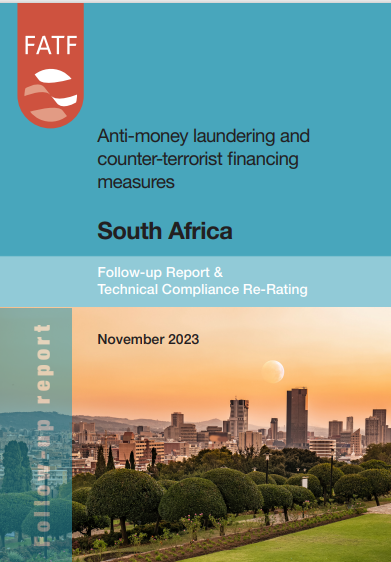 FATF
Anti-money laundering and
counter-terrorist financing
measures
South Africa
Follow-up Report &
Technical Compliance Re-Rating
November 2023
Follow-up report